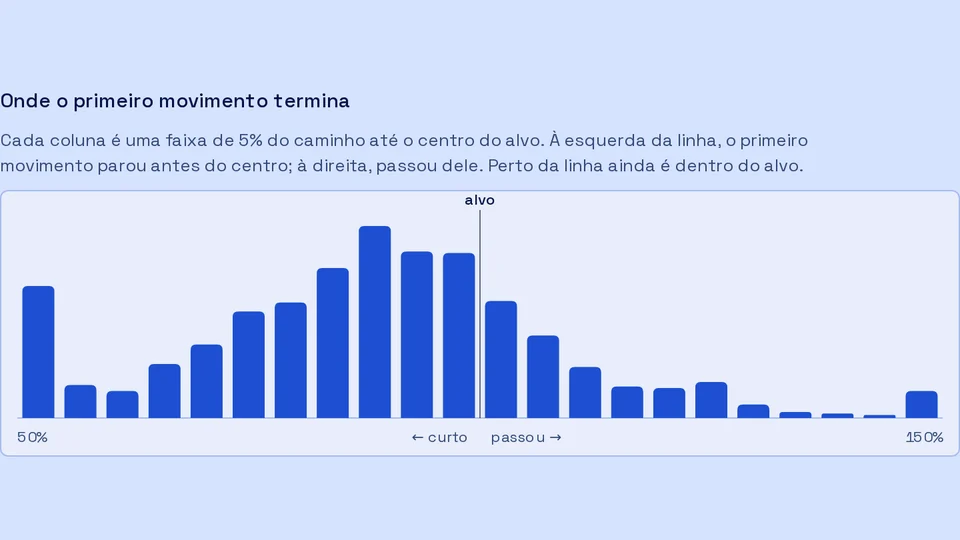 Onde o primeiro movimento termina
Cada coluna é uma faixa de 5% do caminho até o centro do alvo. À esquerda da linha, o primeiro
movimento parou antes do centro; à direita, passou dele. Perto da linha ainda é dentro do alvo.
alvo
50% ← curto passou → 150%